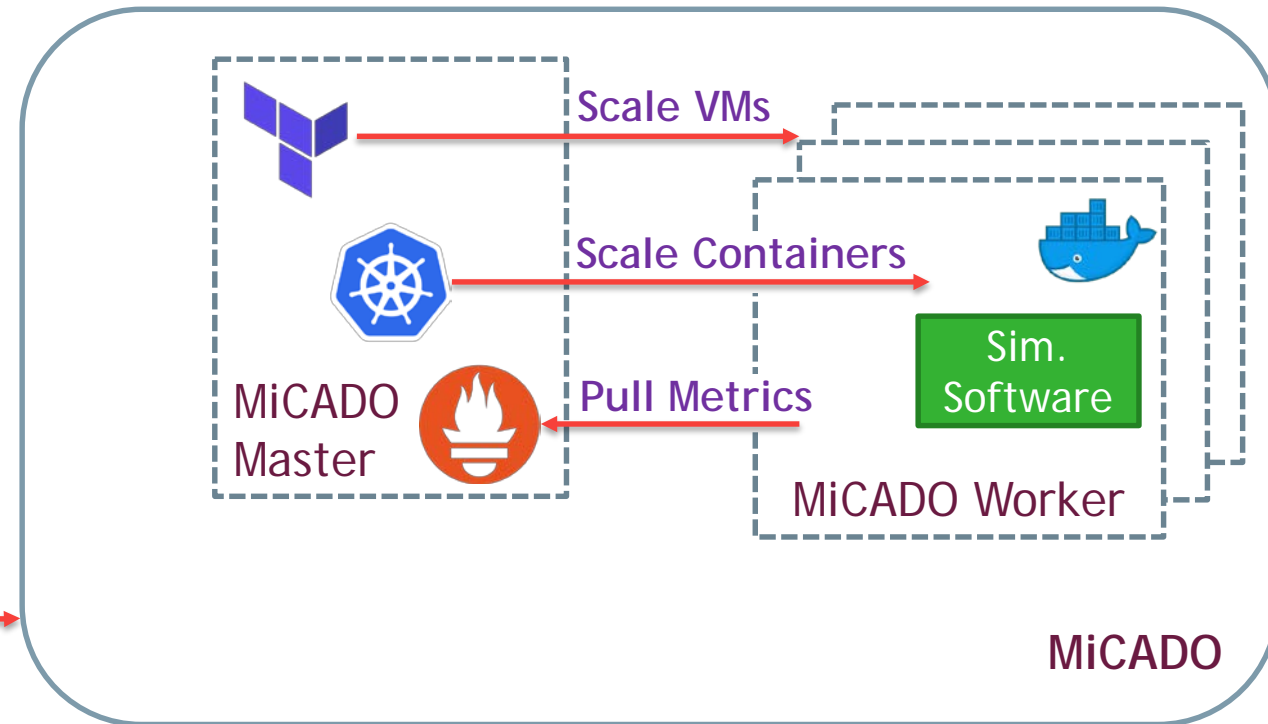 Scale VMs
Scale Containers
Sim.
Software
Pull Metrics
MiCADO
Master
MiCADO Worker
MiCADO